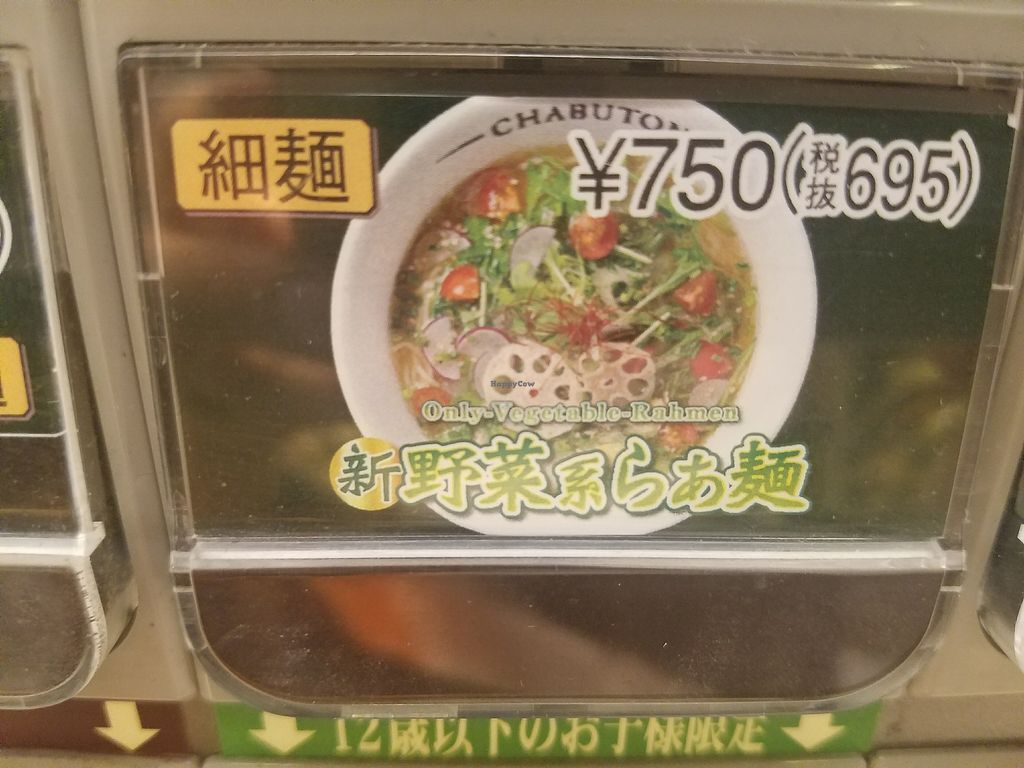 細麺
CHABUTON
¥750(税抜695)
HappyCow
Only-Vegetable-Rahmen
新野菜系らぁ麺
12歳以下のお子様限定